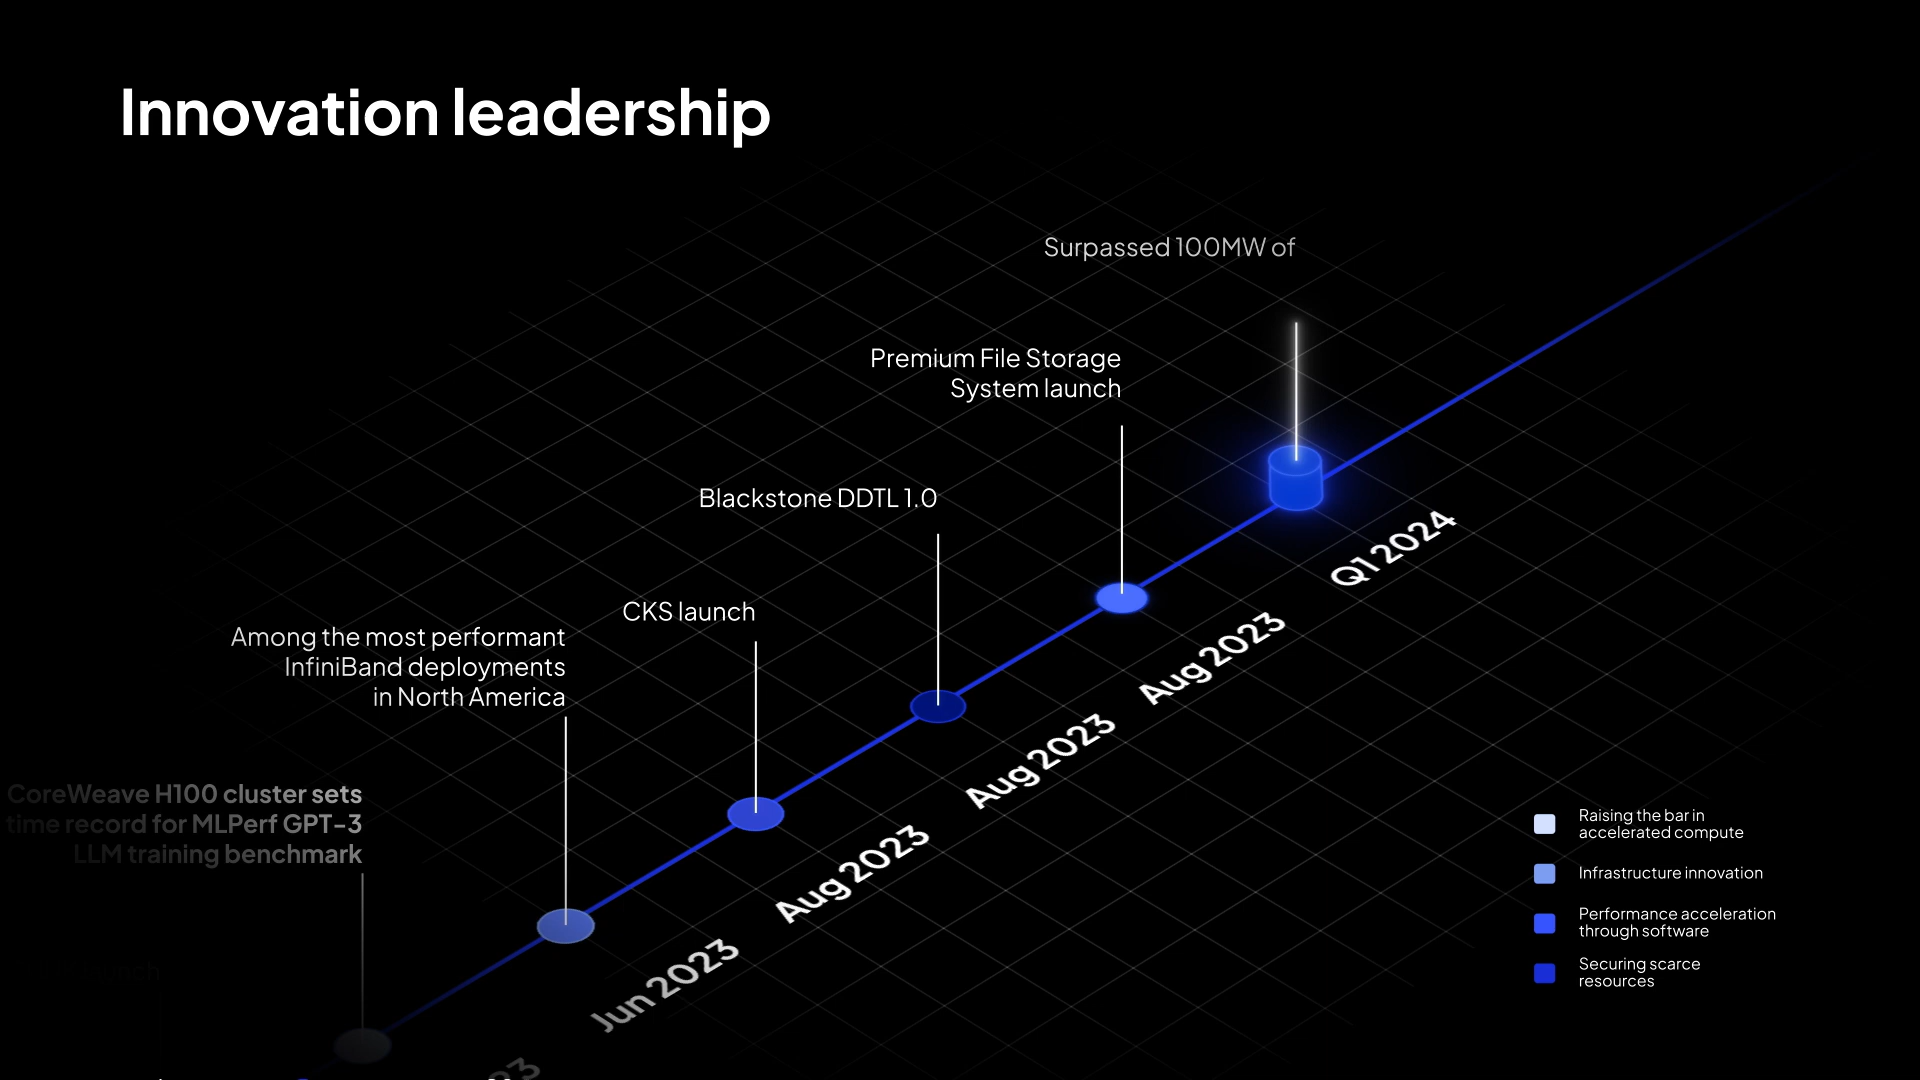 Innovation leadership
Surpassed 100MW of
Premium File Storage
System launch
Blackstone DDTL 1.0
CKS launch
Among the most performant
InfiniBand deployments
in North America
CoreWeave H100 cluster sets
time record for MLPerf GPT-3
LLM training benchmark
launch
Q1 2024
Aug 2023
Aug 2023
Aug 2023
Jun 2023
Raising the bar in
accelerated compute
Infrastructure innovation
Performance acceleration
through software
Securing scarce
resources